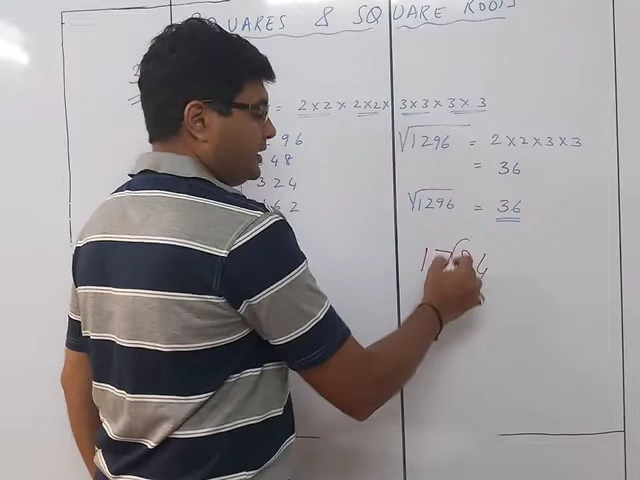 SQUARES & SQUARE ROOTS
= 2×2 × 2×2× 3×3 × 3×3
96
√1296 = 2×2×3×3
48
= 36
324
√1296 = 36
162